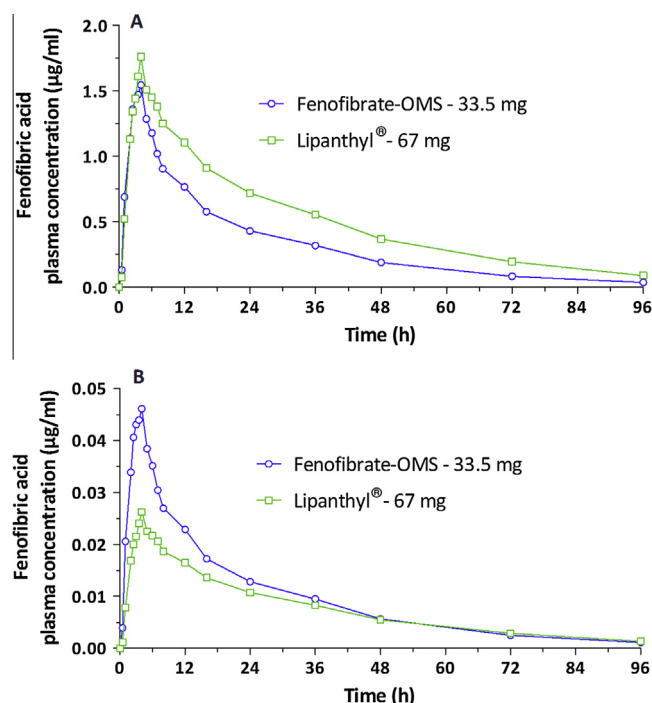 A
Fenofibric acid
plasma concentration (µg/ml)
2.0
1.5
1.0
0.5
0.0
Fenofibrate-OMS - 33.5 mg
Lipanthyl®- 67 mg
0 12 24 36 48 60 72 84 96
Time (h)
B
Fenofibric acid
plasma concentration (µg/ml)
0.05
0.04
0.03
0.02
0.01
0.00
Fenofibrate-OMS - 33.5 mg
Lipanthyl®- 67 mg
0 12 24 36 48 60 72 84 96
Time (h)